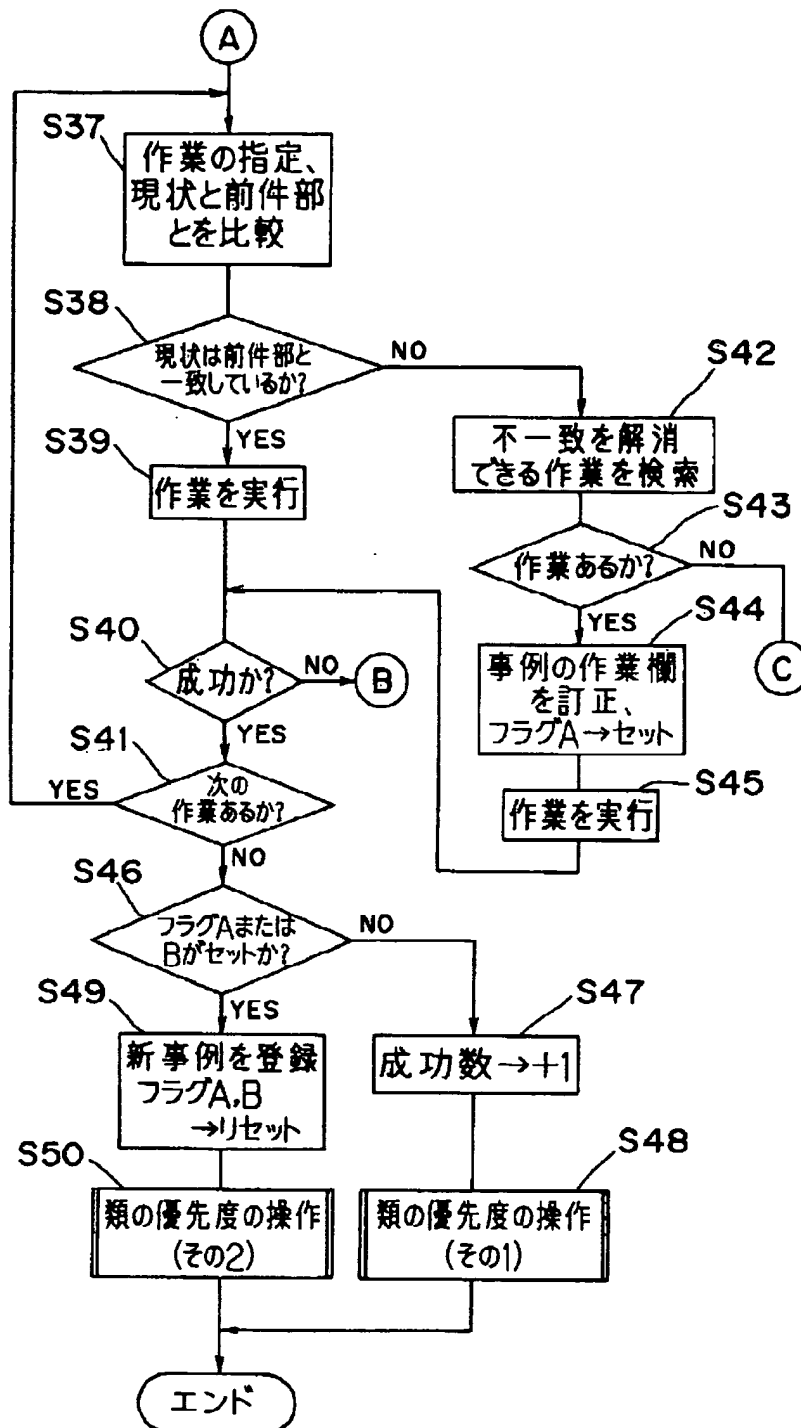 A
S37
作業の指定、
現状と前件部
とを比較
S38
現状は前件部と
一致しているか?
NO
YES
S39
作業を実行
S42
不一致を解消
できる作業を検索
S43
作業あるか?
NO
YES
C
S44
事例の作業欄
を訂正、
フラグA→セット
S45
作業を実行
S40
成功か?
NO
B
YES
S41
次の
作業あるか?
YES
NO
S46
フラグAまたは
Bがセットか?
NO
YES
S49
新事例を登録
フラグA,B
→リセット
S47
成功数→+1
S50
類の優先度の操作
(その2)
S48
類の優先度の操作
(その1)
エンド